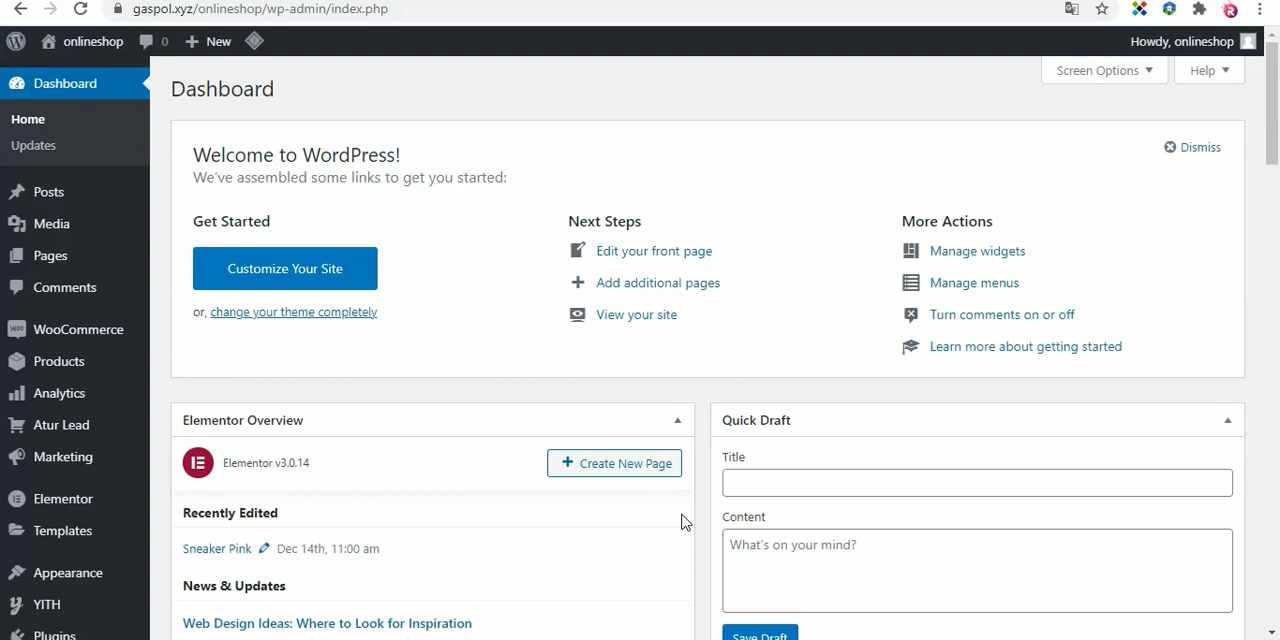 gaspol.xyz/onlineshop/wp-admin/index.php
onlineshop
0
New
Howdy, onlineshop
Dashboard
Home
Updates
Posts
Media
Pages
Comments
WooCommerce
Products
Analytics
Atur Lead
Marketing
Elementor
Templates
Appearance
YITH
Plugins
Dashboard
Screen Options
Help
Welcome to WordPress!
We've assembled some links to get you started:
Dismiss
Get Started
Customize Your Site
or, change your theme completely
Next Steps
Edit your front page
Add additional pages
View your site
More Actions
Manage widgets
Manage menus
Turn comments on or off
Learn more about getting started
Elementor Overview
Elementor v3.0.14
+ Create New Page
Recently Edited
Sneaker Pink Dec 14th, 11:00 am
News & Updates
Web Design Ideas: Where to Look for Inspiration
Quick Draft
Title
Content
What's on your mind?
Save Draft